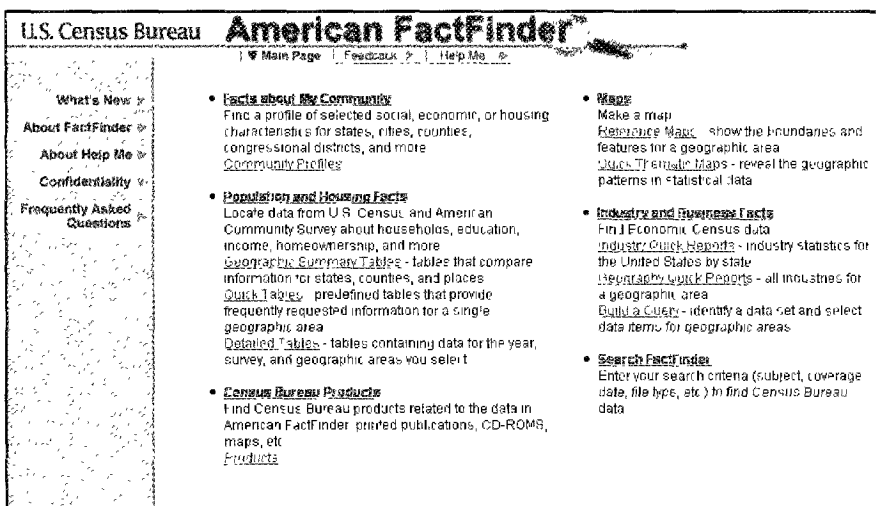 U.S. Census Bureau American FactFinder
Main Page | Feedback | Help Me
What's New
About FactFinder
About Help Me
Confidentiality
Frequently Asked
Questions
• Facts about My Community
Find a profile of selected social, economic, or housing
characteristics for states, cities, counties,
congressional districts, and more
Community Profiles
• Population and Housing Facts
Locate data from U S Census and American
Community Survey about households, education,
income, homeownership, and more
Geographic Summary Tables - tables that compare
information for states, counties, and places
Quick Tables - predefined tables that provide
frequently requested information for a single
geographic area
Detailed Tables - tables containing data for the year,
survey, and geographic areas you select
• Census Bureau Products
Find Census Bureau products related to the data in
American FactFinder printed publications, CD-ROMS,
maps, etc
Products
• Maps
Make a map
Reference Maps - show the boundaries and
features for a geographic area
Quick Thematic Maps - reveal the geographic
patterns in statistical data
• Industry and Business Facts
Find Economic Census data
Industry Quick Reports - industry statistics for
the United States by state
Geography Quick Reports - all industries for
a geographic area
Build a Query - identify a data set and select
data items for geographic areas
• Search FactFinder
Enter your search criteria (subject, coverage
date, file type, etc ) to find Census Bureau
data